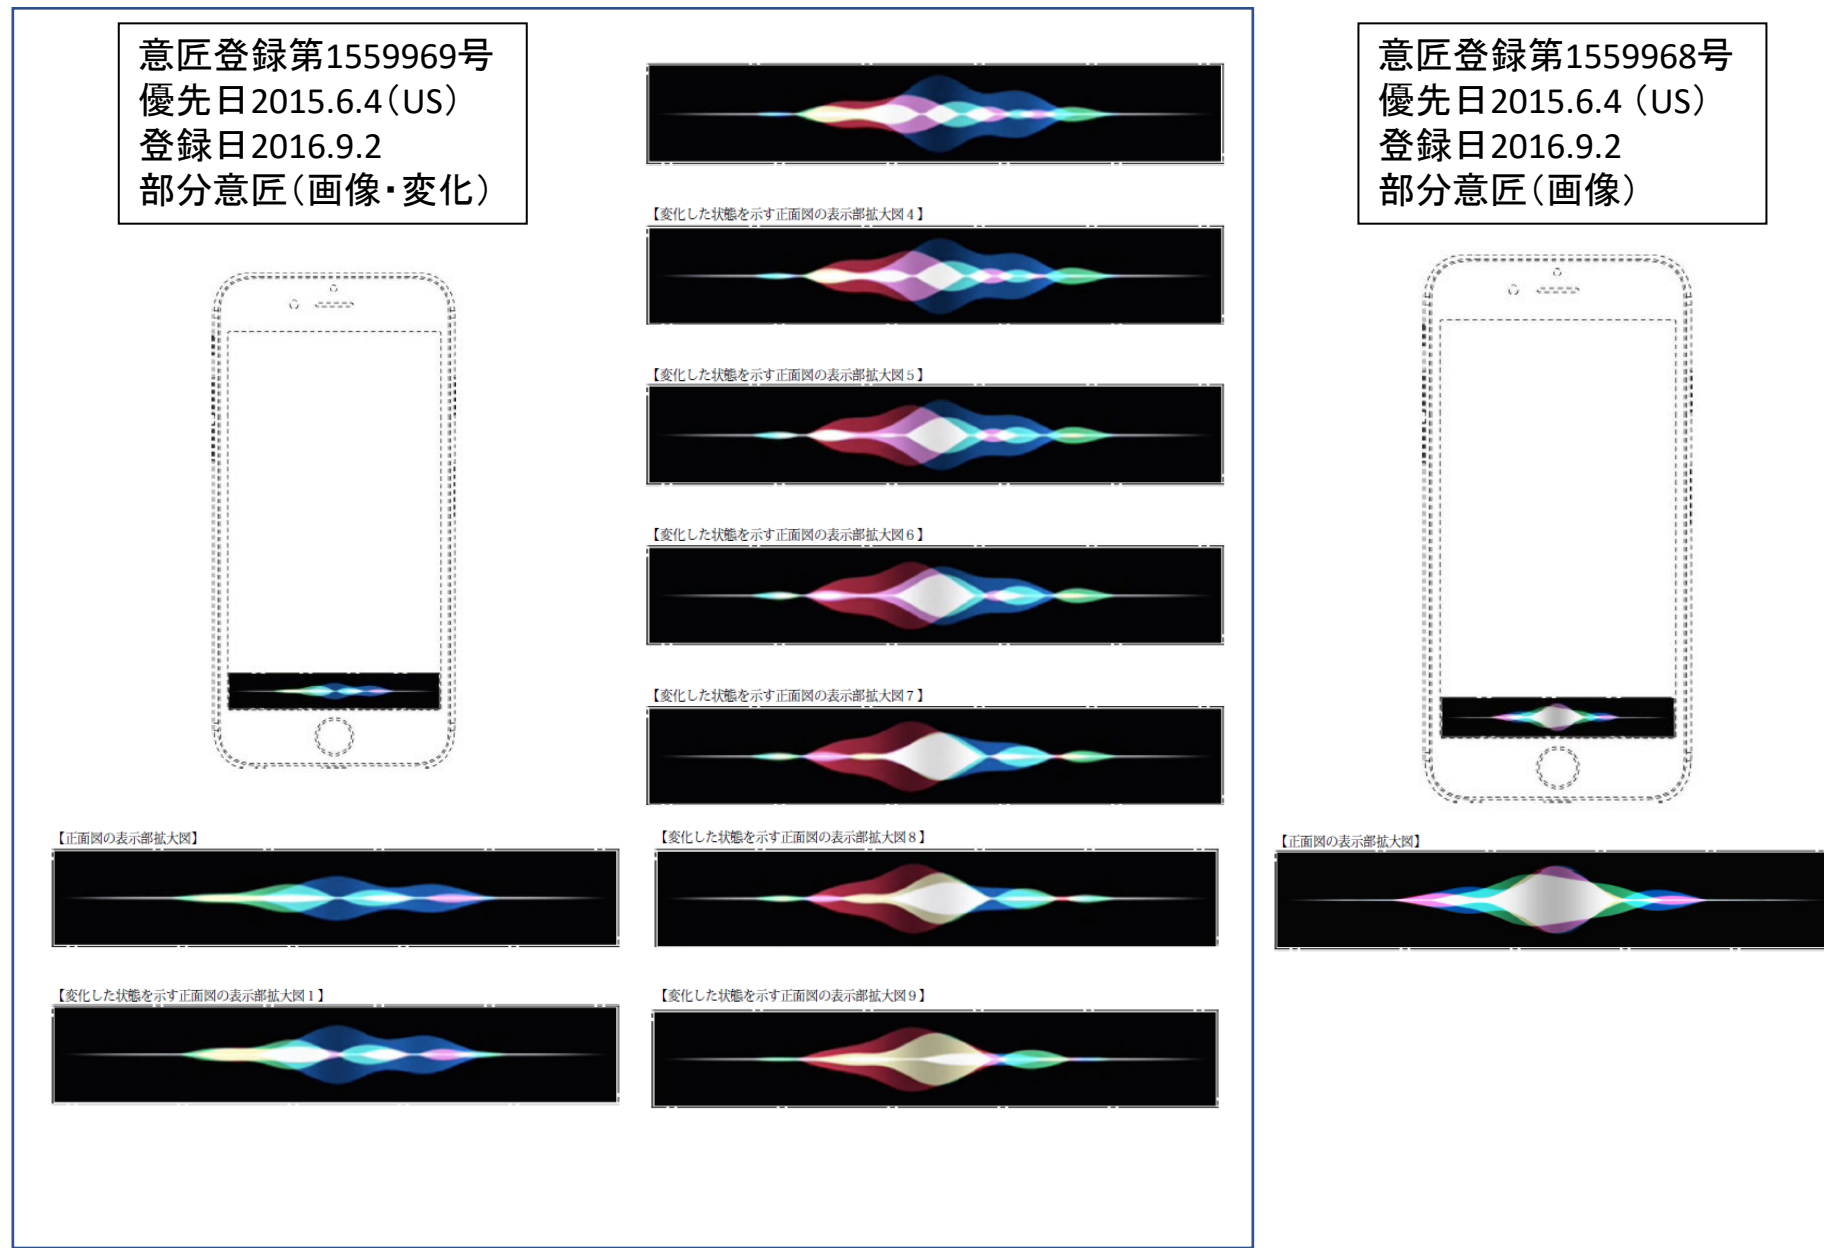 意匠登録第1559969号
優先日2015.6.4(US)
登録日2016.9.2
部分意匠(画像・変化)
【正面図の表示部拡大図】
【変化した状態を示す正面図の表示部拡大図1】
【変化した状態を示す正面図の表示部拡大図4】
【変化した状態を示す正面図の表示部拡大図5】
【変化した状態を示す正面図の表示部拡大図6】
【変化した状態を示す正面図の表示部拡大図7】
【変化した状態を示す正面図の表示部拡大図8】
【変化した状態を示す正面図の表示部拡大図9】
意匠登録第1559968号
優先日2015.6.4 (US)
登録日2016.9.2
部分意匠(画像)
【正面図の表示部拡大図】